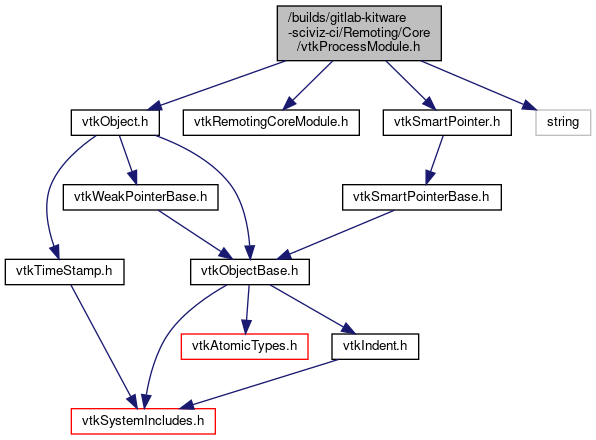 /builds/gitlab-kitware
-sciviz-ci/Remoting/Core
/vtkProcessModule.h
vtkObject.h
vtkRemotingCoreModule.h
vtkSmartPointer.h
string
vtkWeakPointerBase.h
vtkSmartPointerBase.h
vtkTimeStamp.h
vtkObjectBase.h
vtkAtomicTypes.h
vtkIndent.h
vtkSystemIncludes.h